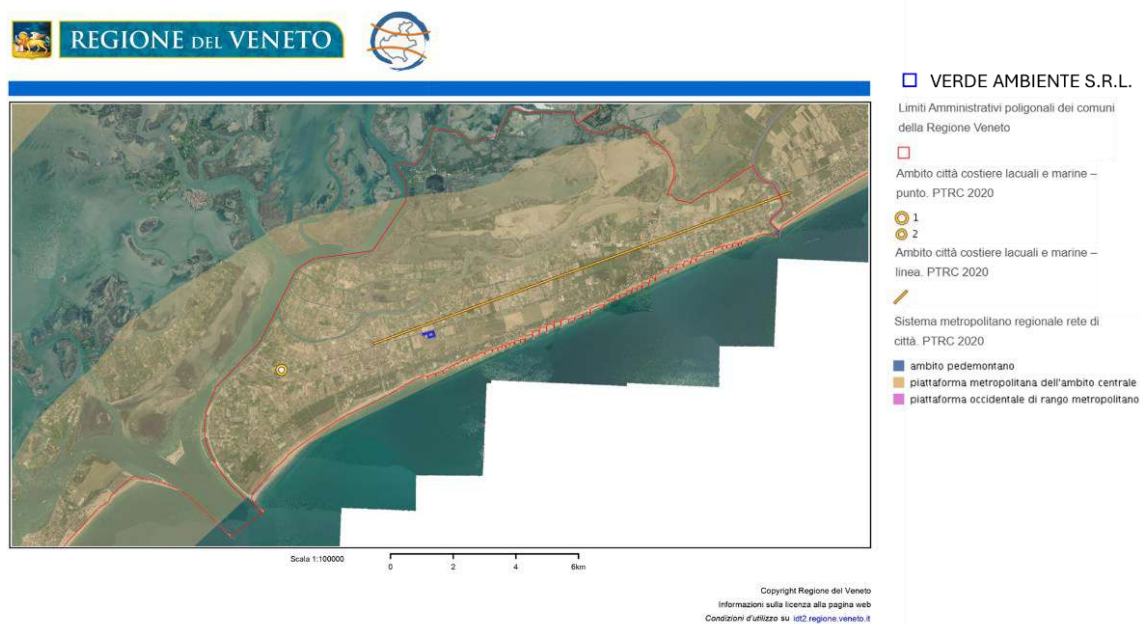 REGIONE DEL VENETO
VERDE AMBIENTE S.R.L.
Limiti Amministrativi poligonali dei comuni
della Regione Veneto
Ambito città costiere lacuali e marine –
punto. PTRC 2020
1
2
Ambito città costiere lacuali e marine –
linea. PTRC 2020
Sistema metropolitano regionale rete di
città. PTRC 2020
ambito pedemontano
piattaforma metropolitana dell'ambito centrale
piattaforma occidentale di rango metropolitano
Scala 1:100000
0 2 4 6km
Copyright Regione del Veneto
Informazioni sulla licenza alla pagina web
Condizioni d'utilizzo su idt2.regione.veneto.it